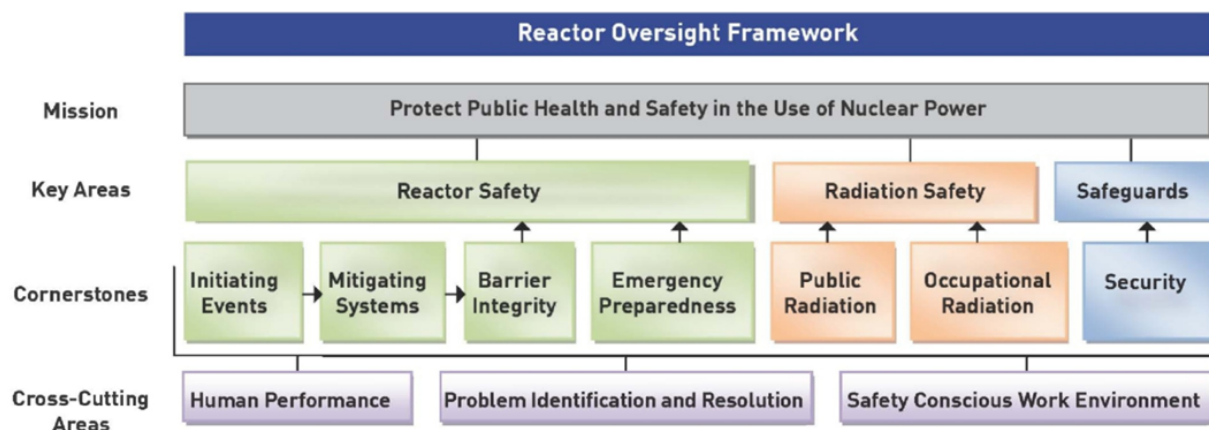 Reactor Oversight Framework
Mission
Protect Public Health and Safety in the Use of Nuclear Power
Key Areas
Reactor Safety
Radiation Safety
Safeguards
Cornerstones
Initiating
Events
Mitigating
Systems
Barrier
Integrity
Emergency
Preparedness
Public
Radiation
Occupational
Radiation
Security
Cross-Cutting
Areas
Human Performance
Problem Identification and Resolution
Safety Conscious Work Environment